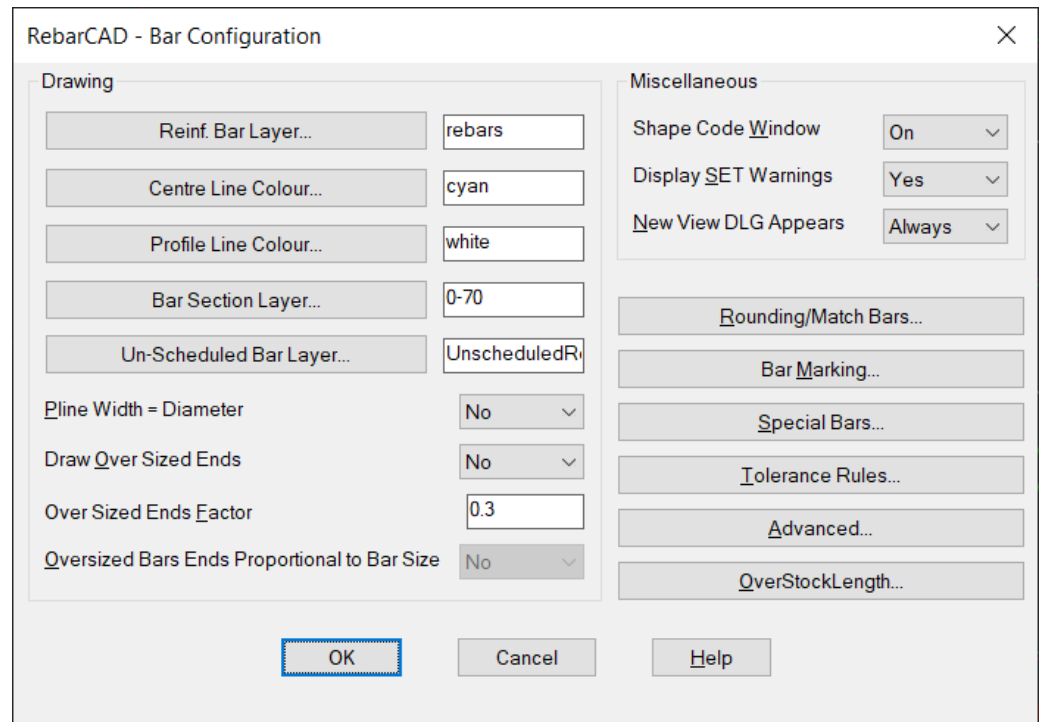 RebarCAD - Bar Configuration
Drawing
Reinf. Bar Layer... rebars
Centre Line Colour... cyan
Profile Line Colour... white
Bar Section Layer... 0-70
Un-Scheduled Bar Layer... UnscheduledR
Pline Width = Diameter No
Draw Over Sized Ends No
Over Sized Ends Factor 0.3
Oversized Bars Ends Proportional to Bar Size No
Miscellaneous
Shape Code Window On
Display SET Warnings Yes
New View DLG Appears Always
Rounding/Match Bars...
Bar Marking...
Special Bars...
Tolerance Rules...
Advanced...
OverStockLength...
OK Cancel Help